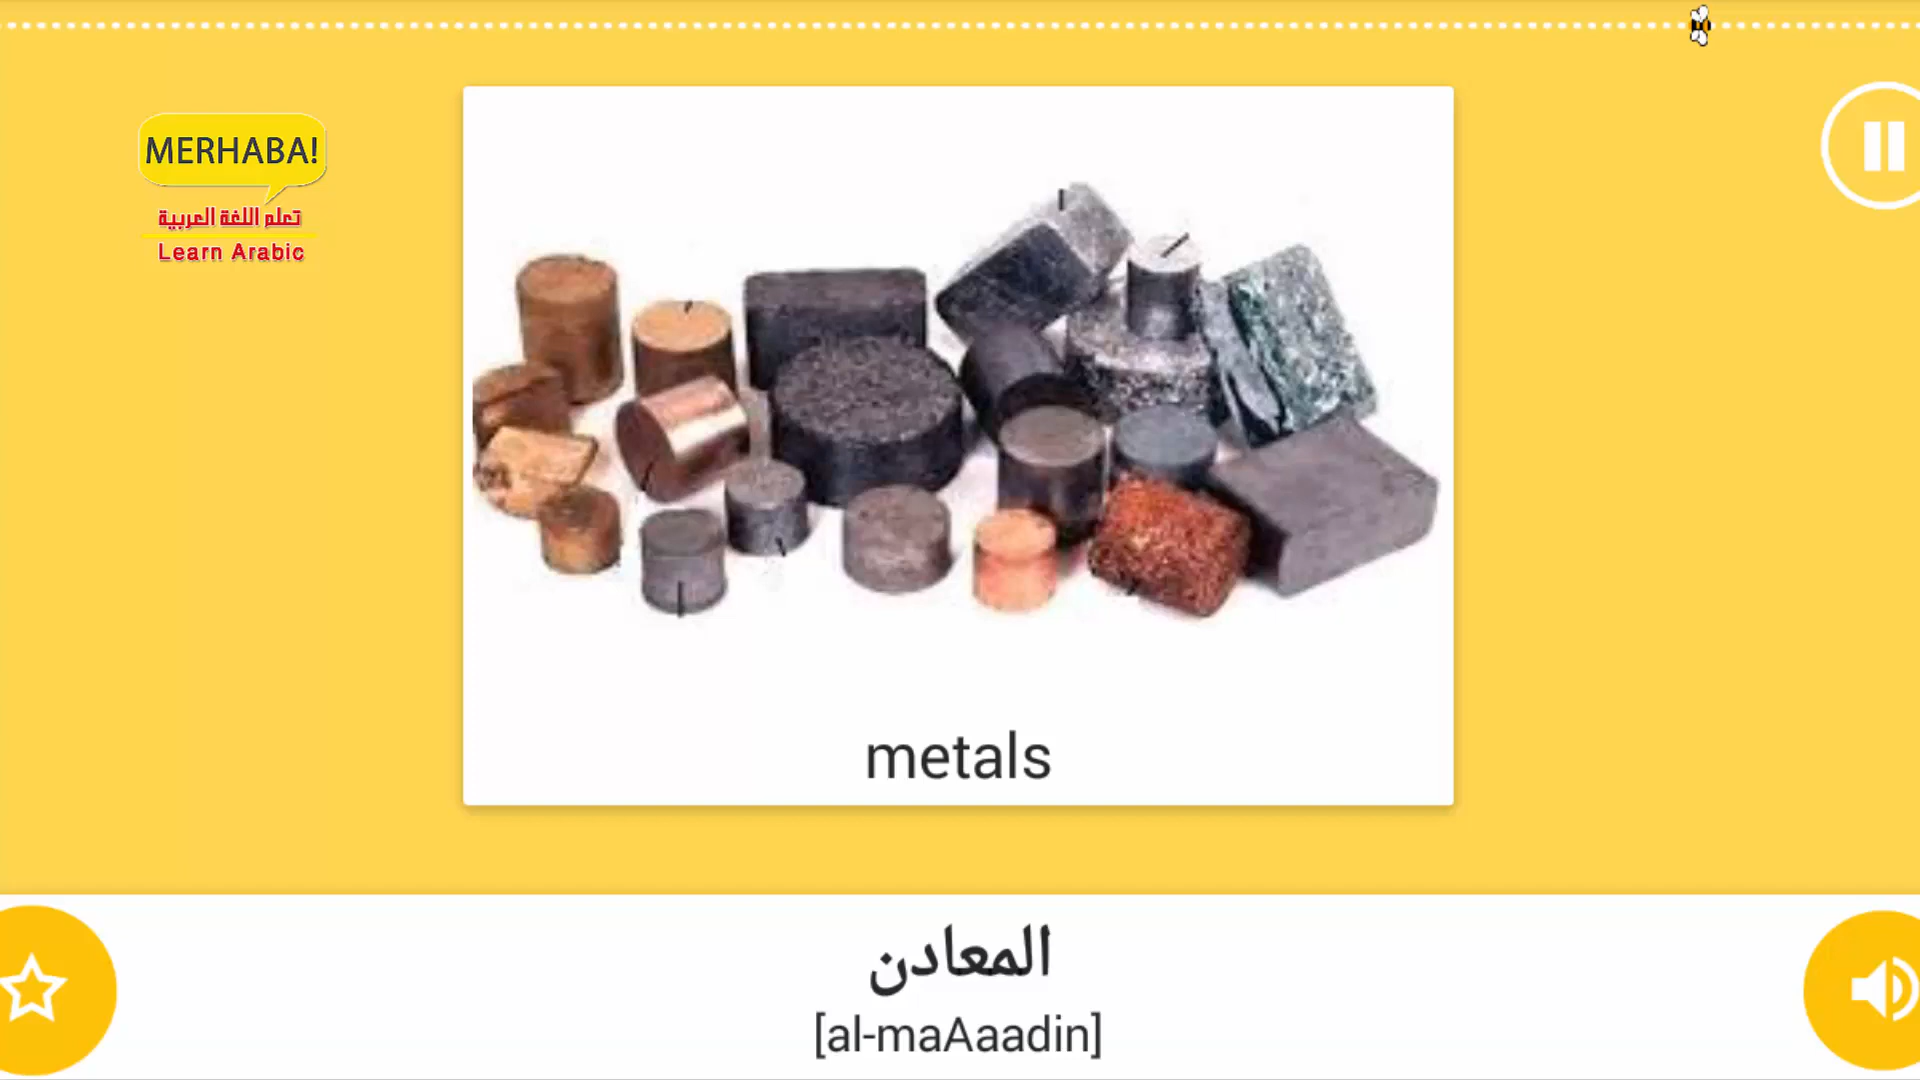 MERHABA!
تعلم اللغة العربية
Learn Arabic
metals
المعادن
[al-maAaadin]